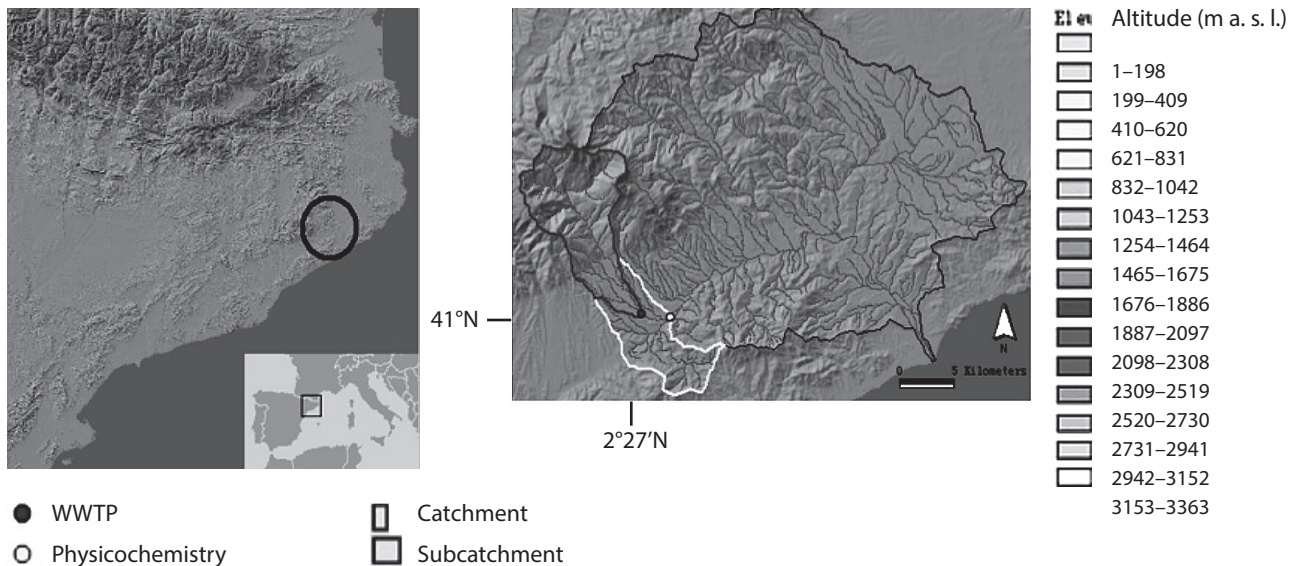 El ev Altitude (m a. s. l.)
1–198
199–409
410–620
621–831
832–1042
1043–1253
1254–1464
1465–1675
1676–1886
1887–2097
2098–2308
2309–2519
2520–2730
2731–2941
2942–3152
3153–3363
41°N
N
0 5 Kilometers
2°27′N
WWTP
Catchment
Physicochemistry
Subcatchment